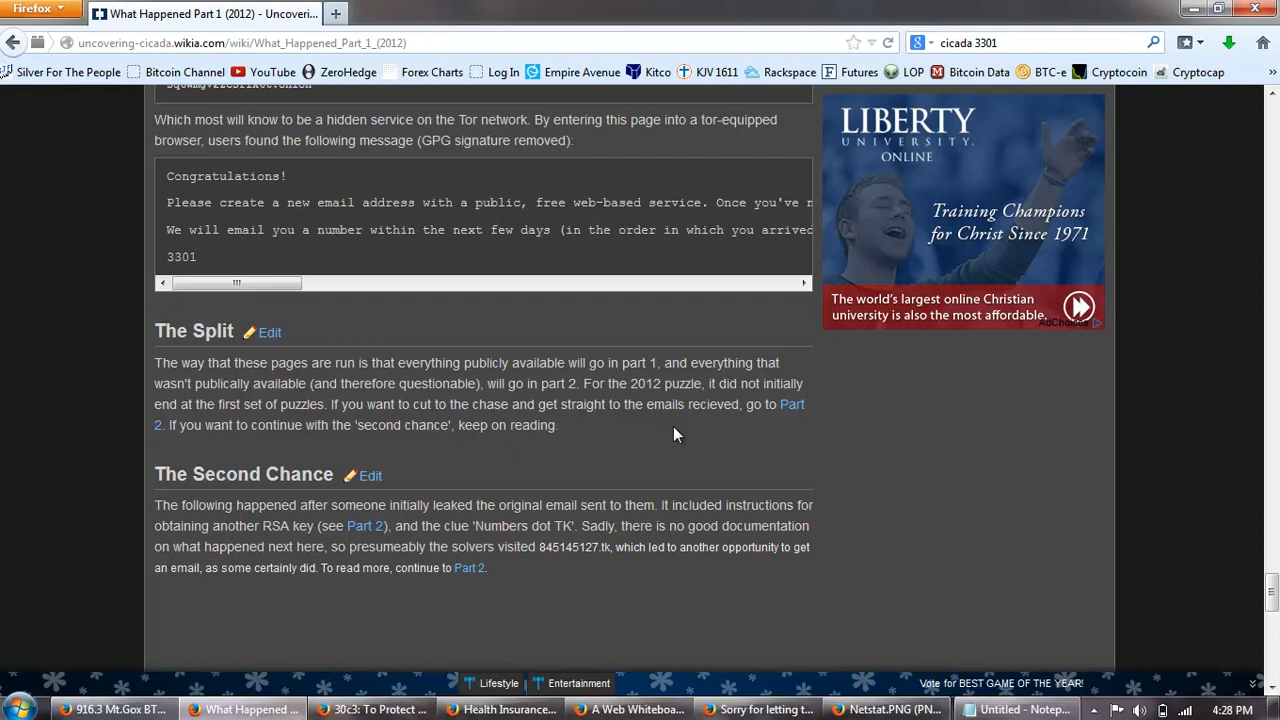 Firefox
What Happened Part 1 (2012) - Uncoveri...
uncovering-cicada.wikia.com/wiki/What_Happened_Part_1_(2012)
cicada 3301
Silver For The People
Bitcoin Channel
YouTube
ZeroHedge
Forex Charts
Log In
Empire Avenue
Kitco
KJV 1611
Rackspace
Futures
LOP
Bitcoin Data
BTC-e
Cryptocoin
Cryptocap
Which most will know to be a hidden service on the Tor network. By entering this page into a tor-equipped
browser, users found the following message (GPG signature removed):
Congratulations!
Please create a new email address with a public, free web-based service. Once you've
We will email you a number within the next few days (in the order in which you arrived
3301
The Split Edit
The way that these pages are run is that everything publicly available will go in part 1, and everything that
wasn't publically available (and therefore questionable), will go in part 2. For the 2012 puzzle, it did not initially
end at the first set of puzzles. If you want to cut to the chase and get straight to the emails recieved, go to Part
2. If you want to continue with the 'second chance', keep on reading.
The Second Chance Edit
The following happened after someone initially leaked the original email sent to them. It included instructions for
obtaining another RSA key (see Part 2), and the clue 'Numbers dot TK'. Sadly, there is no good documentation
on what happened next here, so presumeably the solvers visited 845145127.tk, which led to another opportunity to get
an email, as some certainly did. To read more, continue to Part 2.
LIBERTY
UNIVERSITY
ONLINE
Training Champions
for Christ Since 1971
The world's largest online Christian
university is also the most affordable.
AdChoices
Lifestyle
Entertainment
Vote for BEST GAME OF THE YEAR!
916.3 Mt.Gox BT...
What Happened ...
30c3: To Protect ...
Health Insurance...
A Web Whiteboa...
Sorry for letting t...
Netstat.PNG (PN...
Untitled - Notep...
4:28 PM